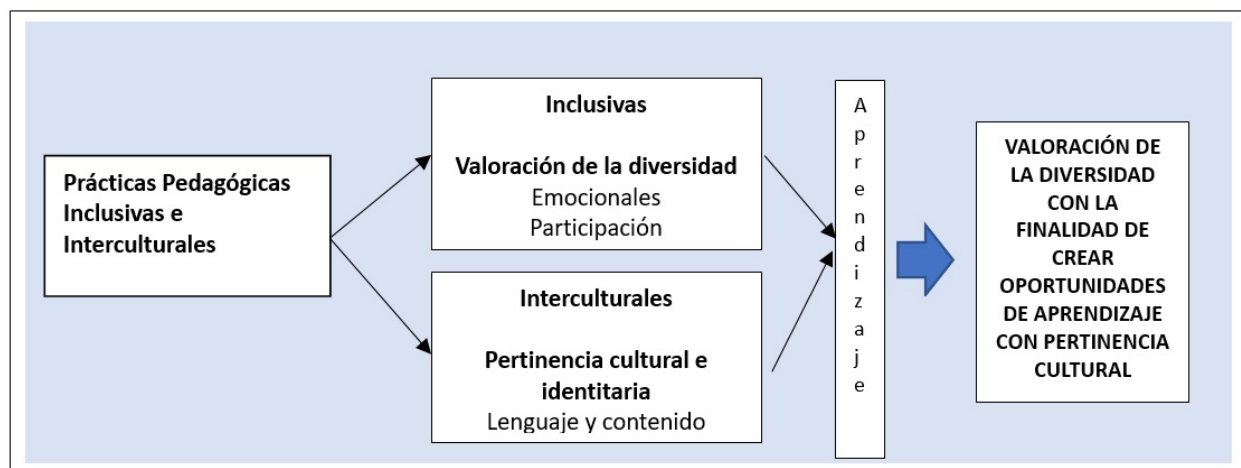 Prácticas Pedagógicas
Inclusivas e
Interculturales
Inclusivas
Valoración de la diversidad
Emocionales
Participación
Interculturales
Pertinencia cultural e
identitaria
Lenguaje y contenido
A
p
r
e
n
d
i
z
a
j
e
VALORACIÓN DE
LA DIVERSIDAD
CON LA
FINALIDAD DE
CREAR
OPORTUNIDADES
DE APRENDIZAJE
CON PERTINENCIA
CULTURAL